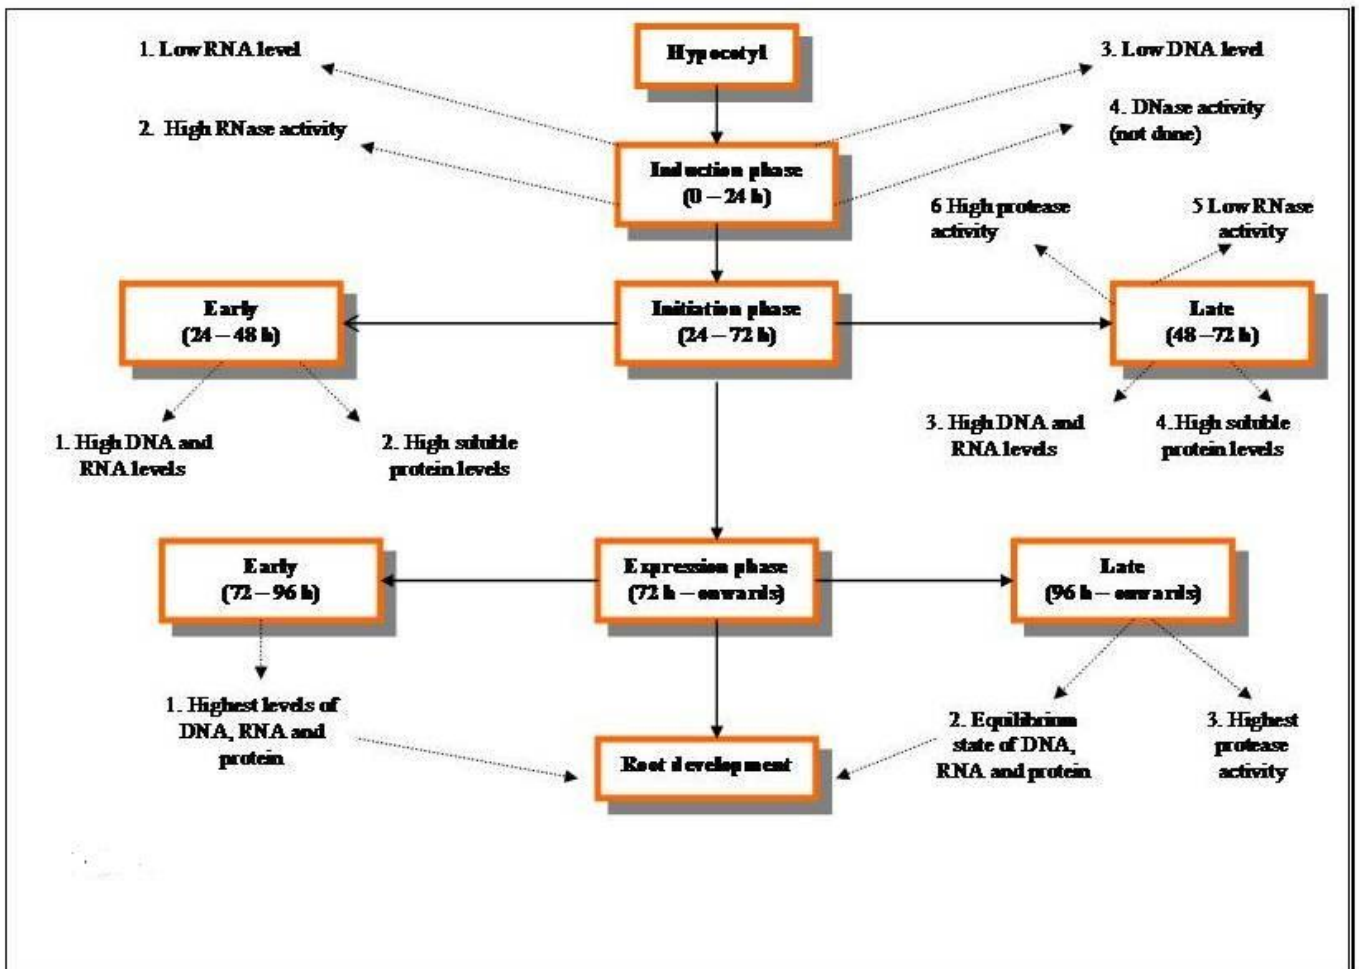 Hypocotyl
1. Low RNA level
2. High RNase activity
3. Low DNA level
4. DNase activity
(not done)
Induction phase
(0 – 24 h)
6 High protease
activity
5 Low RNase
activity
Early
(24 – 48 h)
Initiation phase
(24 – 72 h)
Late
(48 –72 h)
1. High DNA and
RNA levels
2. High soluble
protein levels
3. High DNA and
RNA levels
4. High soluble
protein levels
Early
(72 – 96 h)
Expression phase
(72 h – onwards)
Late
(96 h – onwards)
1. Highest levels of
DNA, RNA and
protein
Root development
2. Equilibrium
state of DNA,
RNA and protein
3. Highest
protease
activity